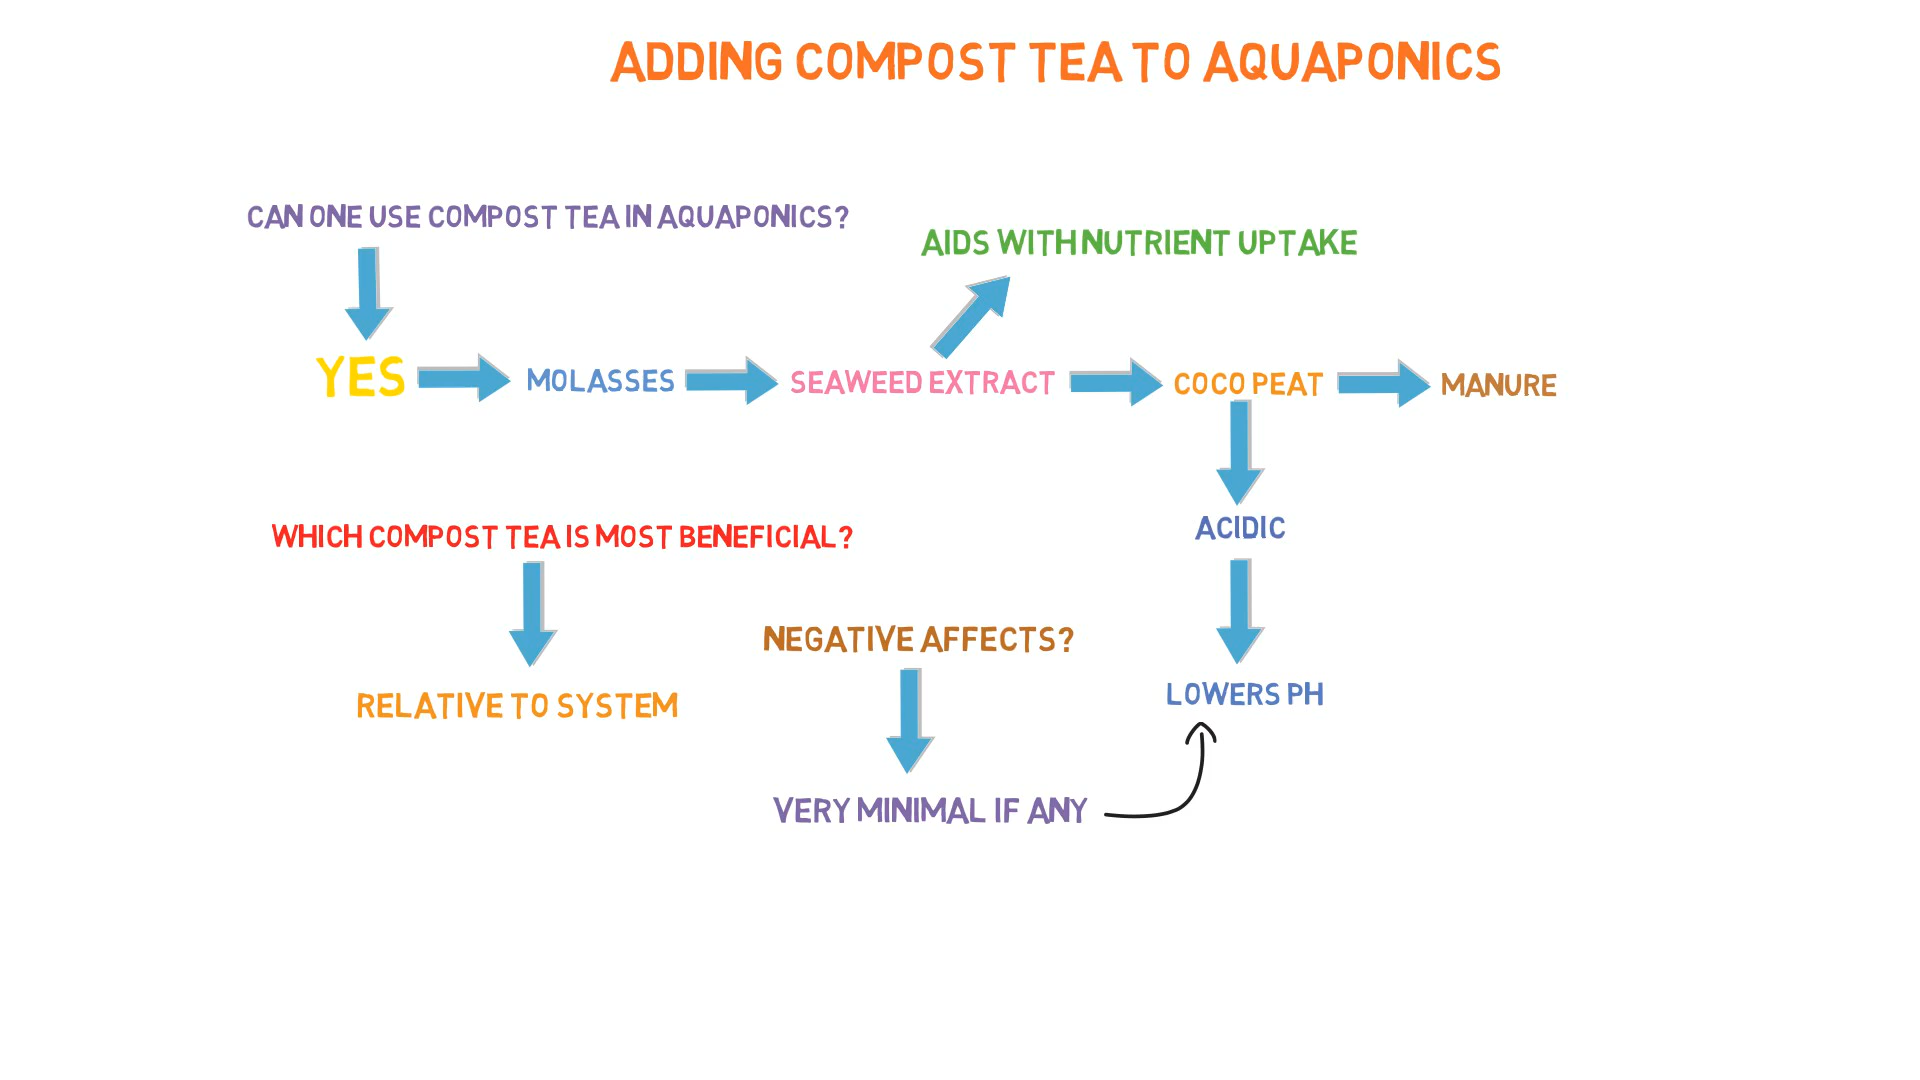 ADDING COMPOST TEA TO AQUAPONICS
CAN ONE USE COMPOST TEA IN AQUAPONICS?
AIDS WITH NUTRIENT UPTAKE
YES
MOLASSES
SEAWEED EXTRACT
COCO PEAT
MANURE
ACIDIC
WHICH COMPOST TEA IS MOST BENEFICIAL?
NEGATIVE AFFECTS?
LOWERS PH
RELATIVE TO SYSTEM
VERY MINIMAL IF ANY